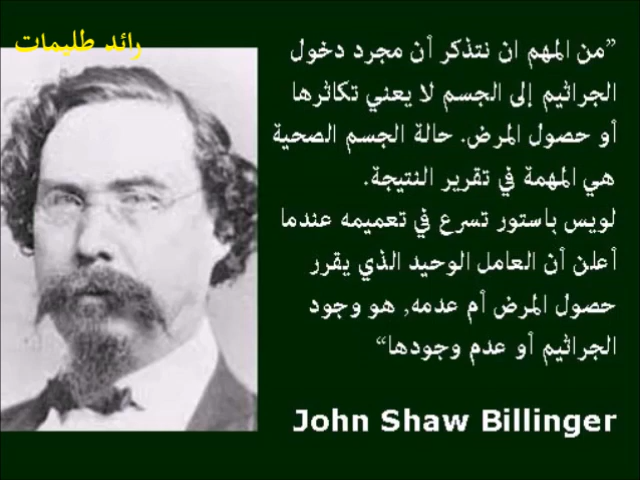 رائد طليمات
”من المهم ان نتذكر أن مجرد دخول
الجراثيم إلى الجسم لا يعني تكاثرها
أو حصول المرض. حالة الجسم الصحية
هي المهمة في تقرير النتيجة.
لويس باستور تسرع في تعميمه عندما
أعلن أن العامل الوحيد الذي يقرر
حصول المرض أم عدمه, هو وجود
الجراثيم أو عدم وجودها“
John Shaw Billinger